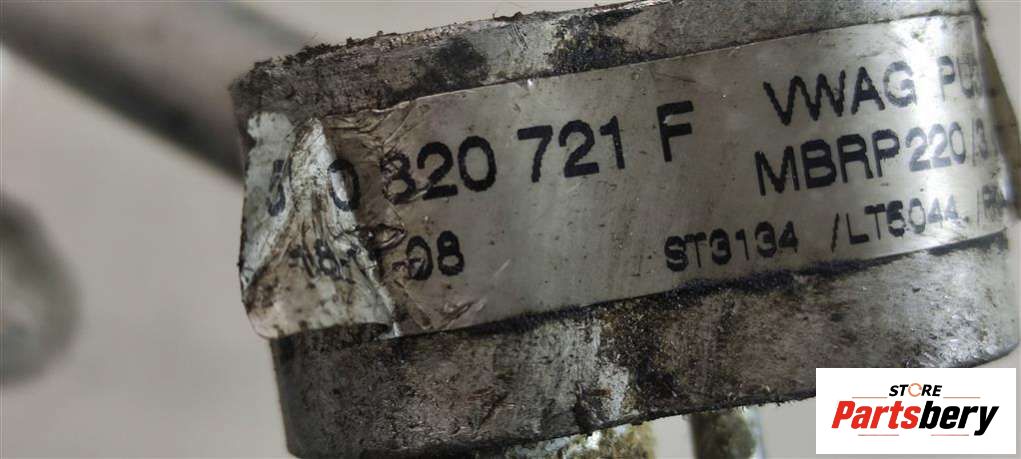 820 721 F
VWAG
MBRP220
ST3134 /LT5044
STORE
Partsbery